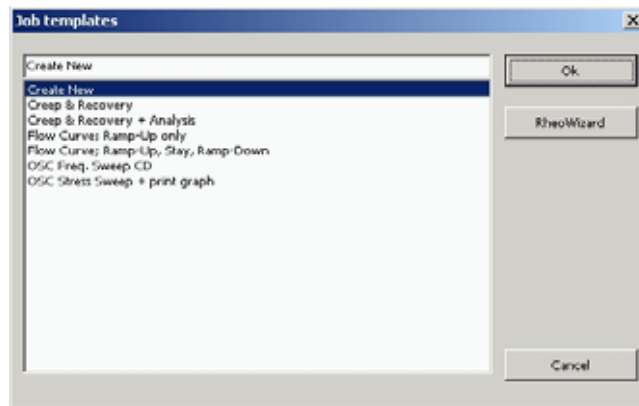 Job templates
Create New
Ok
Create New
Creep & Recovery
Creep & Recovery + Analysis
Flow Curve; Ramp-Up only
Flow Curve; Ramp-Up, Stay, Ramp-Down
OSC Freq. Sweep CD
OSC Stress Sweep + print graph
RheoWizard
Cancel